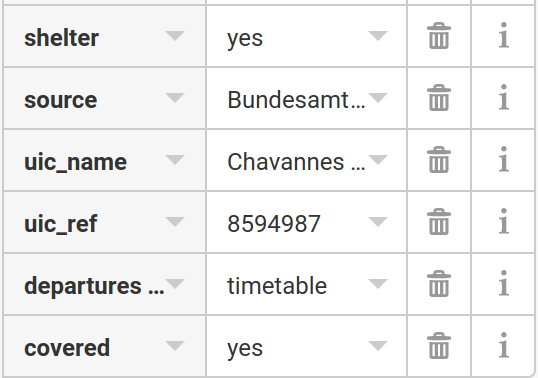 shelter yes
source Bundesamt...
uic_name Chavannes ...
uic_ref 8594987
departures ... timetable
covered yes